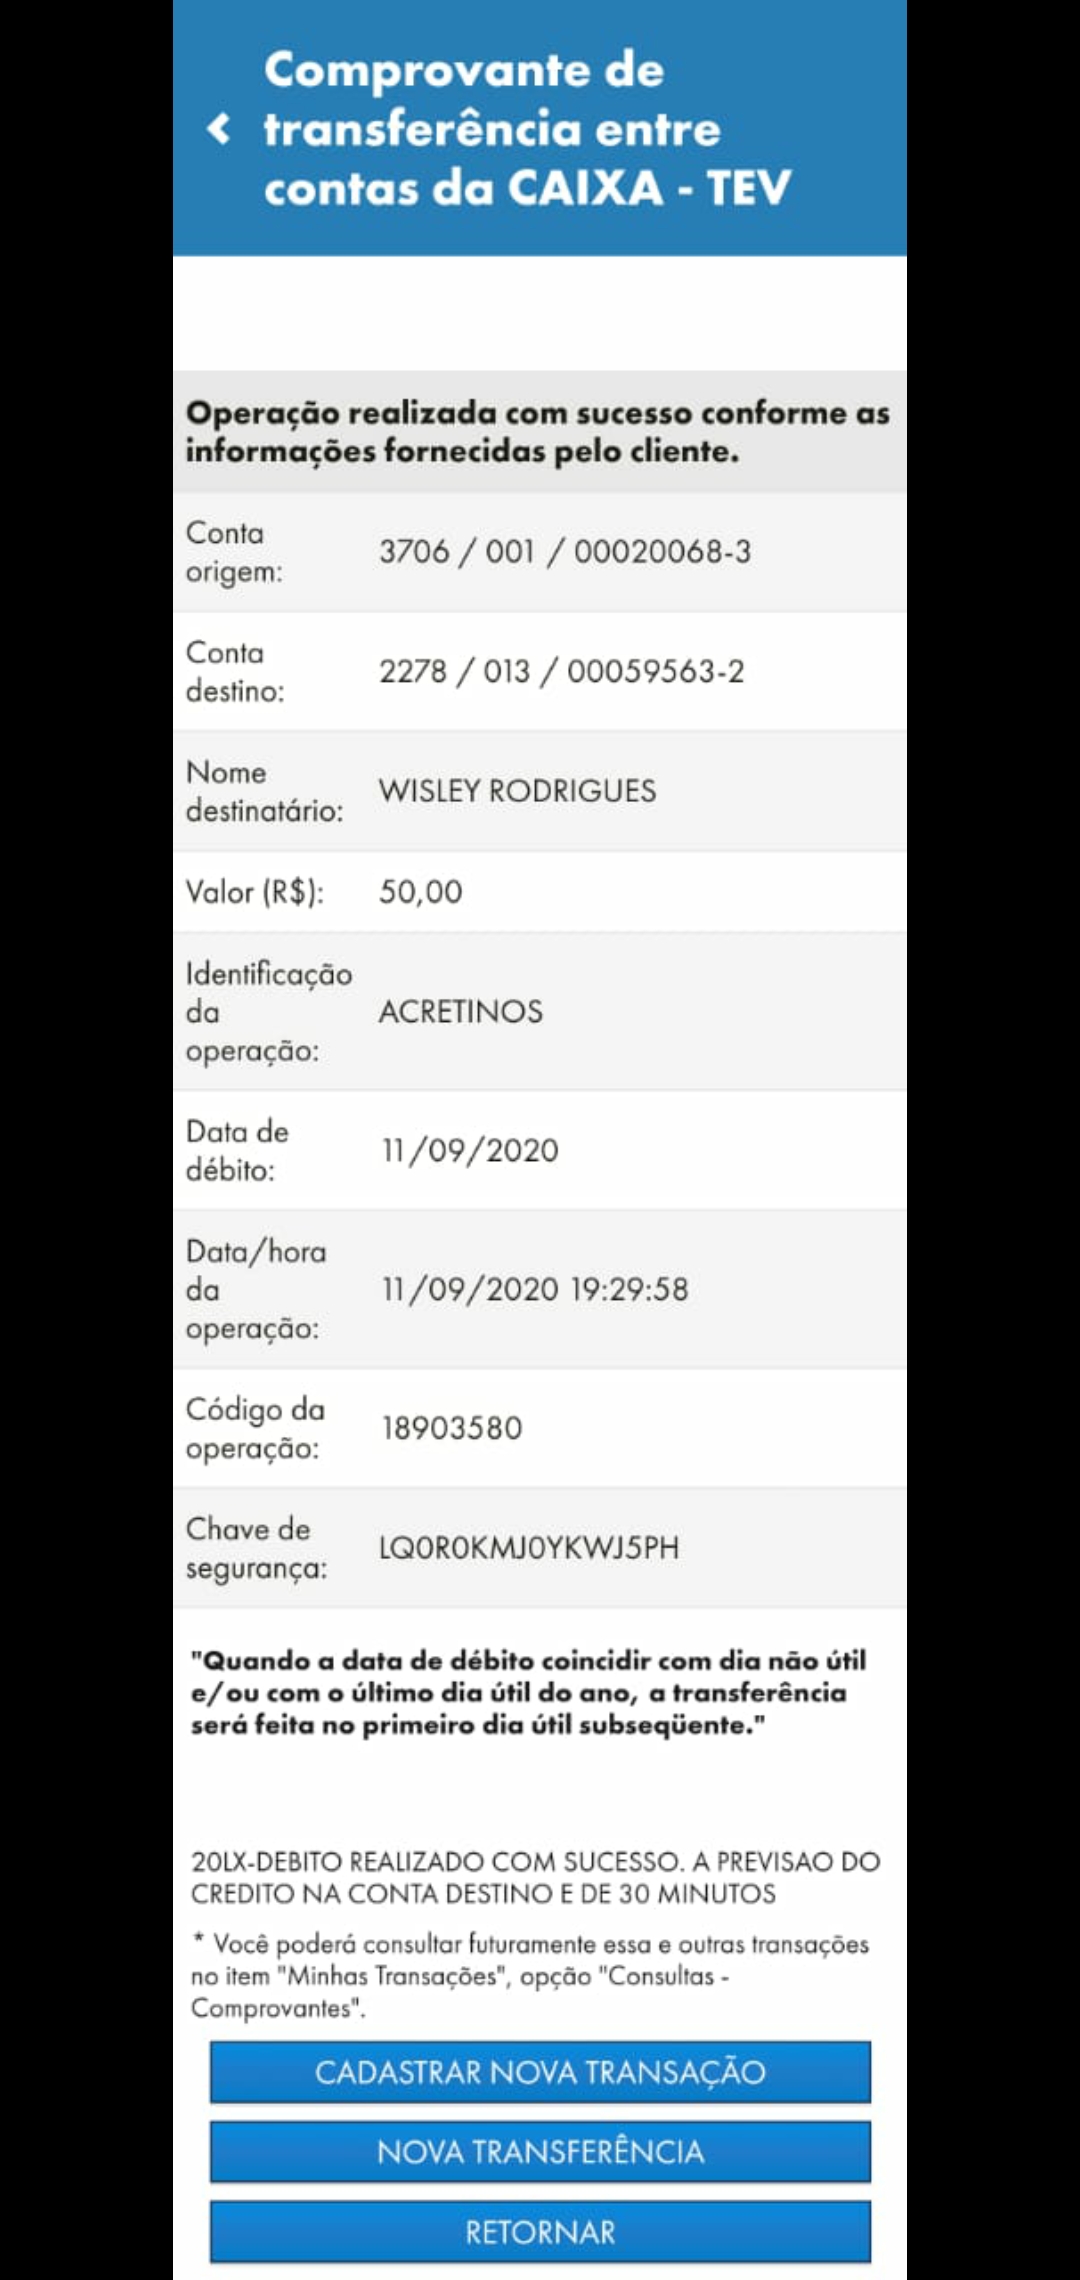 Comprovante de
transferência entre
contas da CAIXA - TEV
Operação realizada com sucesso conforme as
informações fornecidas pelo cliente.
Conta
origem:
3706 / 001 / 00020068-3
Conta
destino:
2278 / 013 / 00059563-2
Nome
destinatário:
WISLEY RODRIGUES
Valor (R$): 50,00
Identificação
da
operação:
ACRETINOS
Data de
débito:
11/09/2020
Data/hora
da
operação:
11/09/2020 19:29:58
Código da
operação:
18903580
Chave de
segurança:
LQ0R0KMJ0YKWJ5PH
"Quando a data de débito coincidir com dia não útil
e/ou com o último dia útil do ano, a transferência
será feita no primeiro dia útil subseqüente."
20LX-DEBITO REALIZADO COM SUCESSO. A PREVISAO DO
CREDITO NA CONTA DESTINO E DE 30 MINUTOS
* Você poderá consultar futuramente essa e outras transações
no item "Minhas Transações", opção "Consultas -
Comprovantes".
CADASTRAR NOVA TRANSAÇÃO
NOVA TRANSFERÊNCIA
RETORNAR